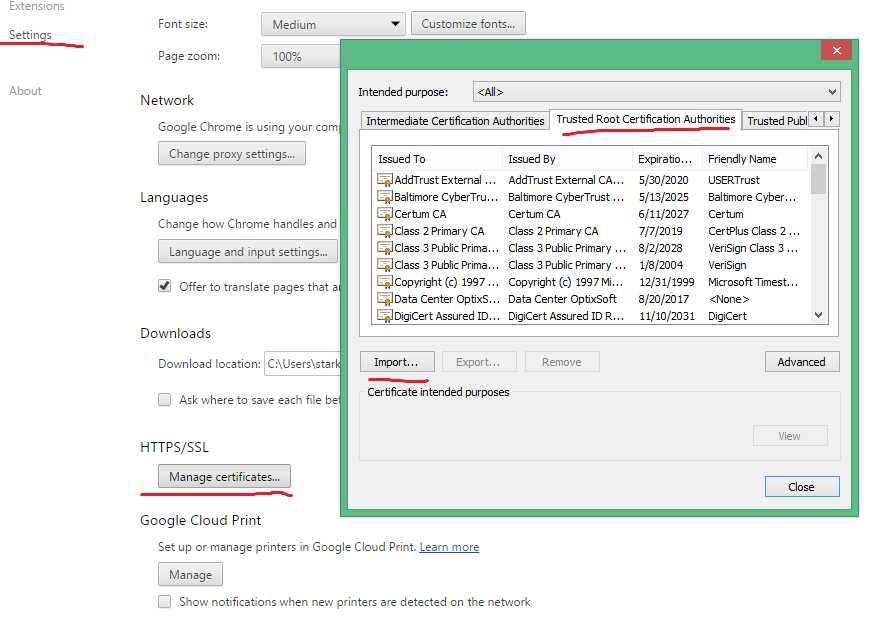 Extensions
Settings
About
Font size: Medium Customize fonts...
Page zoom: 100%
Network
Google Chrome is using your comp
Change proxy settings...
Languages
Change how Chrome handles and
Language and input settings...
Offer to translate pages that ar
Downloads
Download location: C:\Users\stark
Ask where to save each file bef
HTTPS/SSL
Manage certificates...
Google Cloud Print
Set up or manage printers in Google Cloud Print. Learn more
Manage
Show notifications when new printers are detected on the network
Intended purpose: <All>
Intermediate Certification Authorities Trusted Root Certification Authorities Trusted Publ
Issued To Issued By Expiratio... Friendly Name
AddTrust External ... AddTrust External CA... 5/30/2020 USERTrust
Baltimore CyberTru... Baltimore CyberTrust ... 5/13/2025 Baltimore Cyber...
Certum CA Certum CA 6/11/2027 Certum
Class 2 Primary CA Class 2 Primary CA 7/7/2019 CertPlus Class 2 ...
Class 3 Public Prima... Class 3 Public Primary ... 8/2/2028 VeriSign Class 3 ...
Class 3 Public Prima... Class 3 Public Primary ... 1/8/2004 VeriSign
Copyright (c) 1997 ... Copyright (c) 1997 Mi... 12/31/1999 Microsoft Timest...
Data Center OptixS... Data Center OptixSoft 8/20/2017 <None>
DigiCert Assured ID... DigiCert Assured ID R... 11/10/2031 DigiCert
Import... Export... Remove Advanced
Certificate intended purposes
View
Close